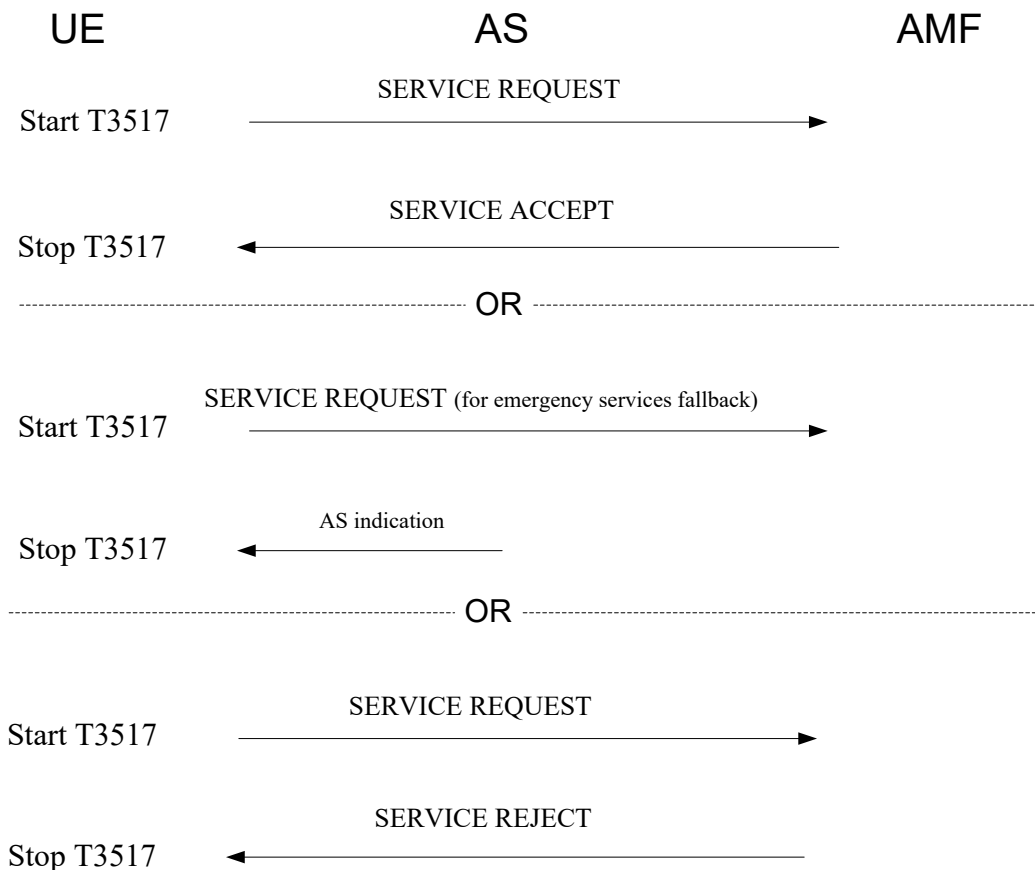 UE AS AMF
SERVICE REQUEST
Start T3517
SERVICE ACCEPT
Stop T3517
OR
SERVICE REQUEST (for emergency services fallback)
Start T3517
AS indication
Stop T3517
OR
SERVICE REQUEST
Start T3517
SERVICE REJECT
Stop T3517